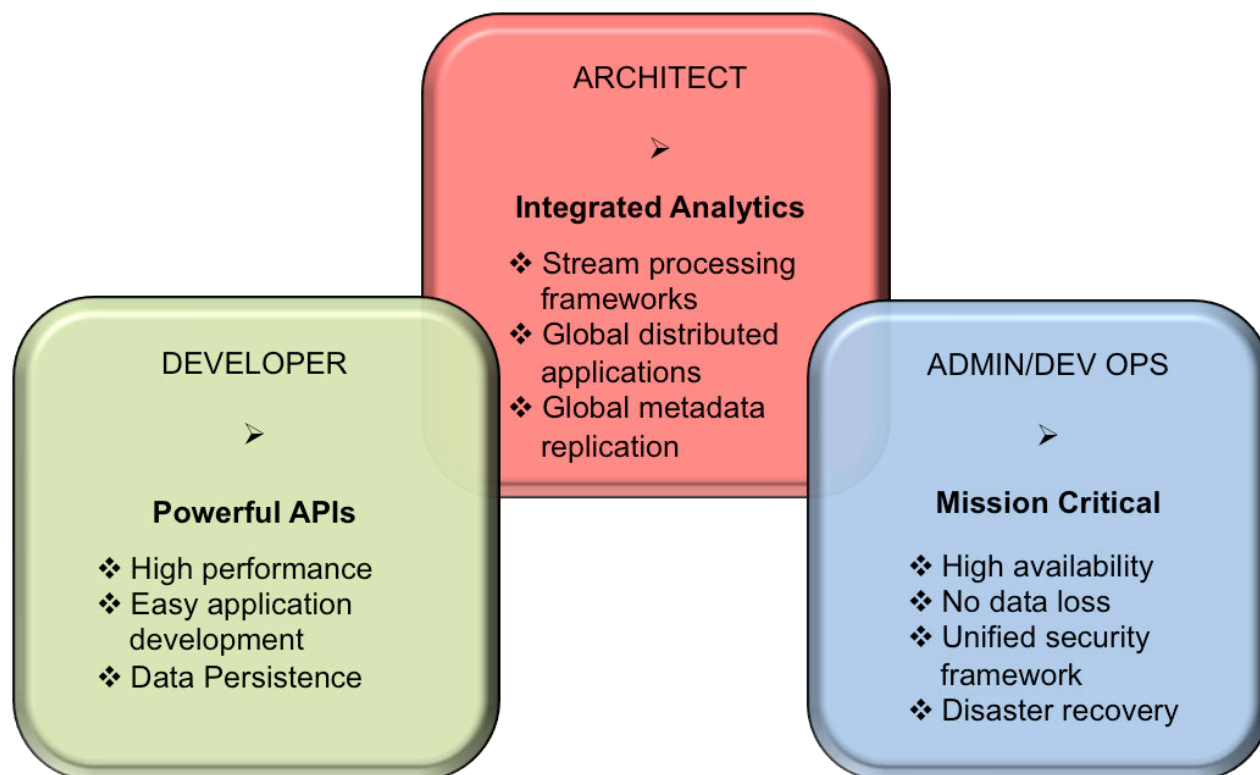 ARCHITECT
➢
Integrated Analytics
❖ Stream processing
frameworks
❖ Global distributed
applications
❖ Global metadada
replication
DEVELOPER
➢
Powerful APIs
❖ High performance
❖ Easy application
development
❖ Data Persistence
ADMIN/DEV OPS
➢
Mission Critical
❖ High availability
❖ No data loss
❖ Unified security
framework
❖ Disaster recovery